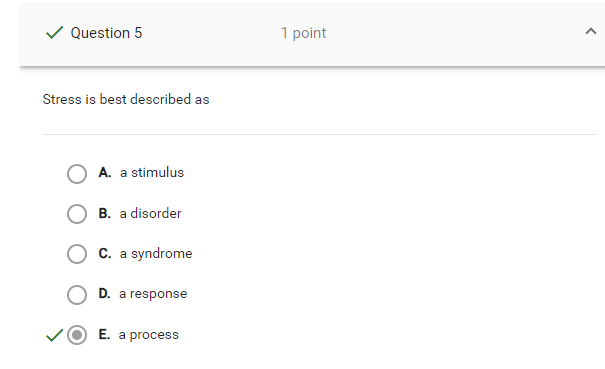 Question 5 1 point
Stress is best described as
A. a stimulus
B. a disorder
C. a syndrome
D. a response
E. a process